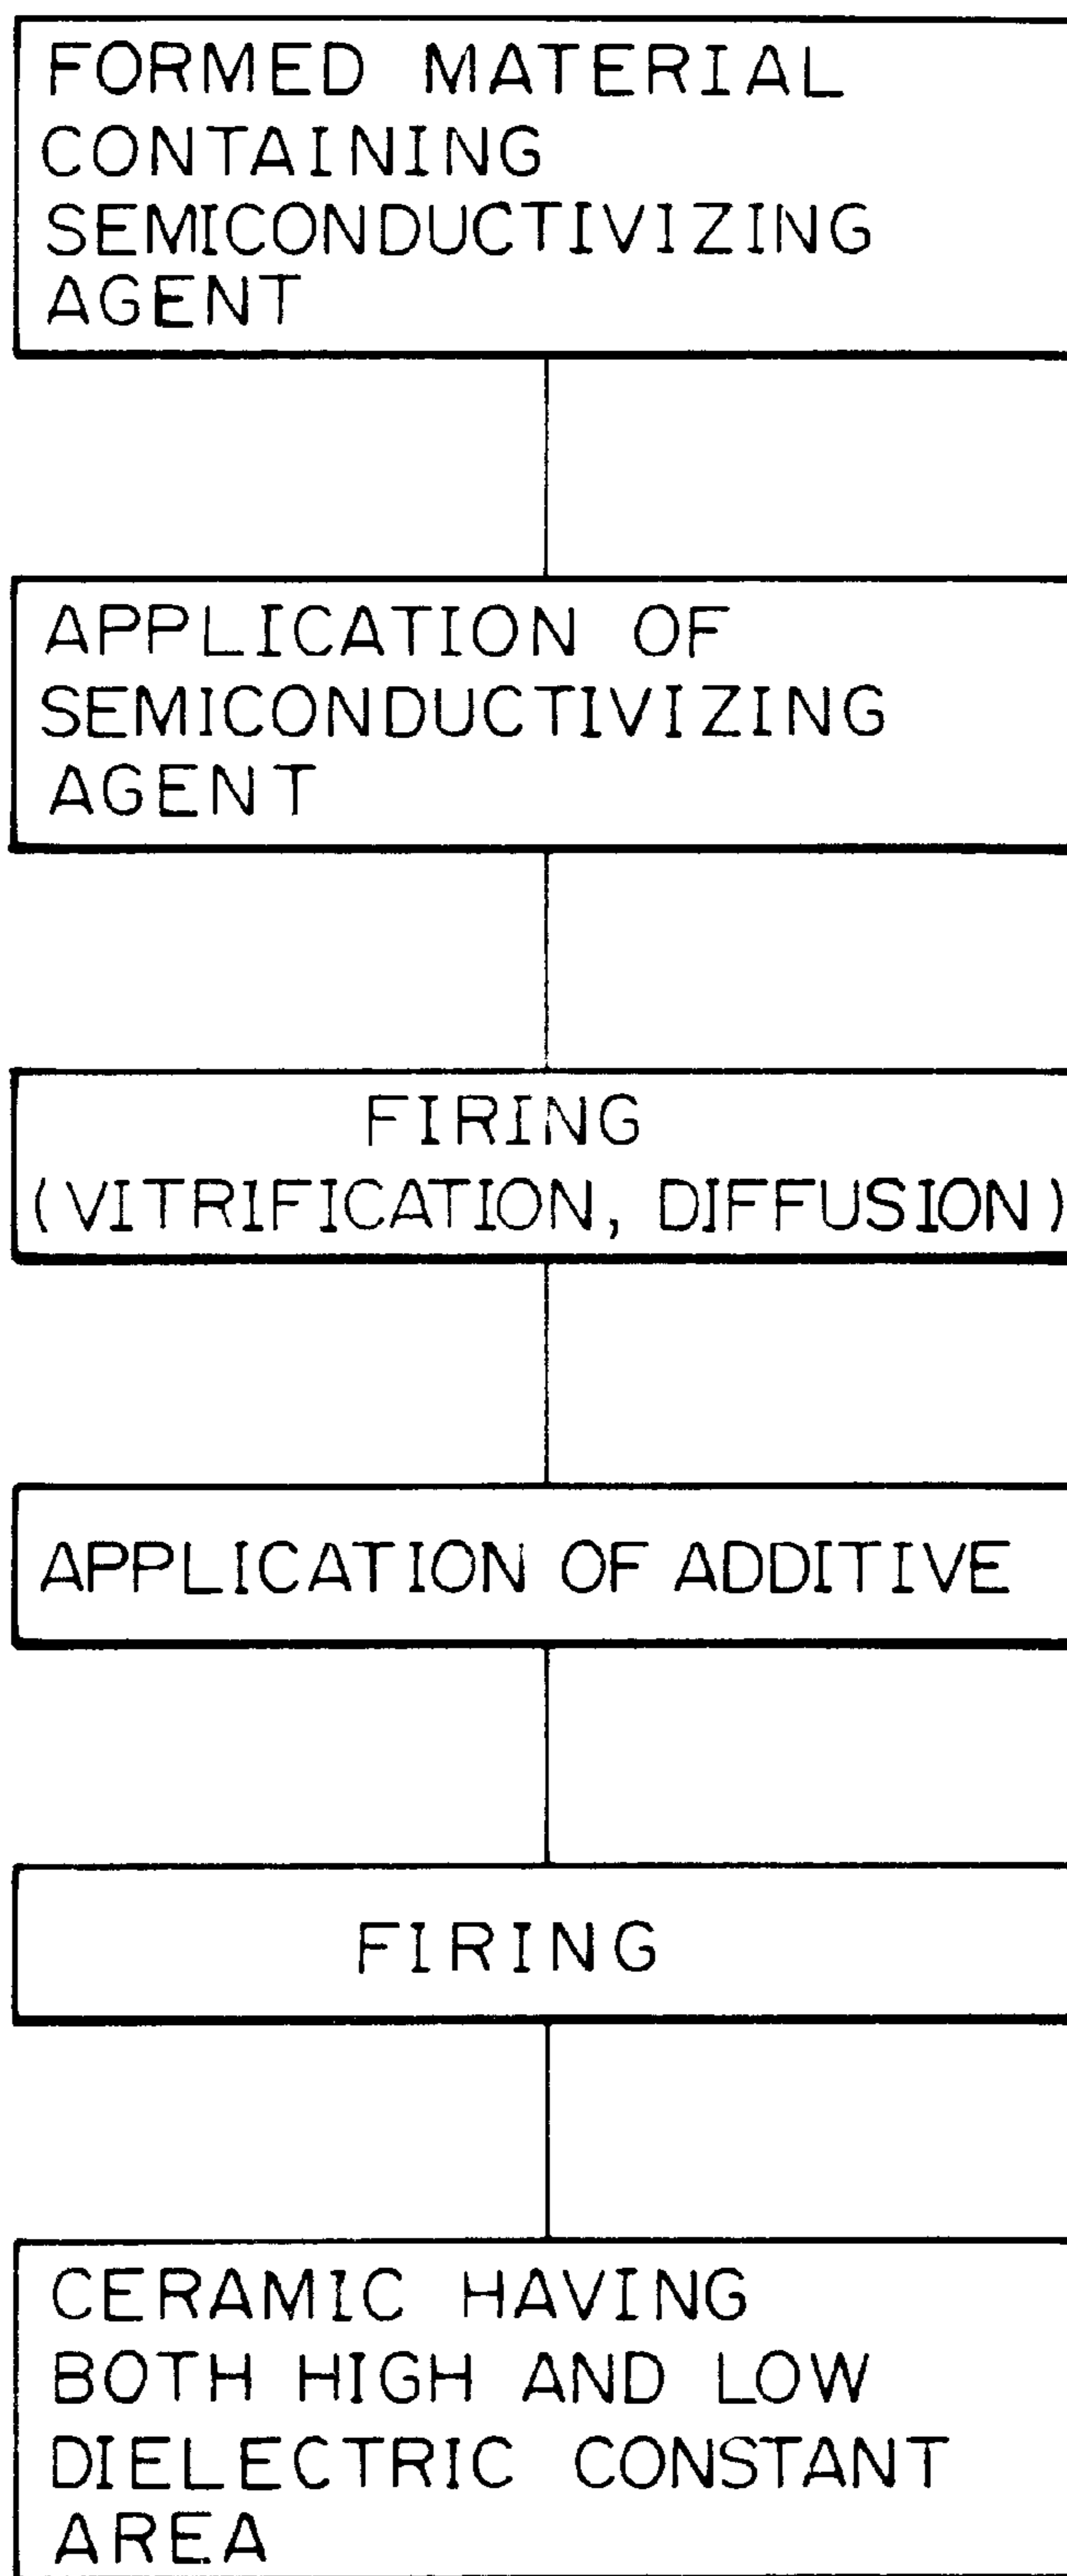 FORMED MATERIAL
CONTAINING
SEMICONDUCTIVIZING
AGENT
APPLICATION OF
SEMICONDUCTIVIZING
AGENT
FIRING
(VITRIFICATION, DIFFUSION)
APPLICATION OF ADDITIVE
FIRING
CERAMIC HAVING
BOTH HIGH AND LOW
DIELECTRIC CONSTANT
AREA